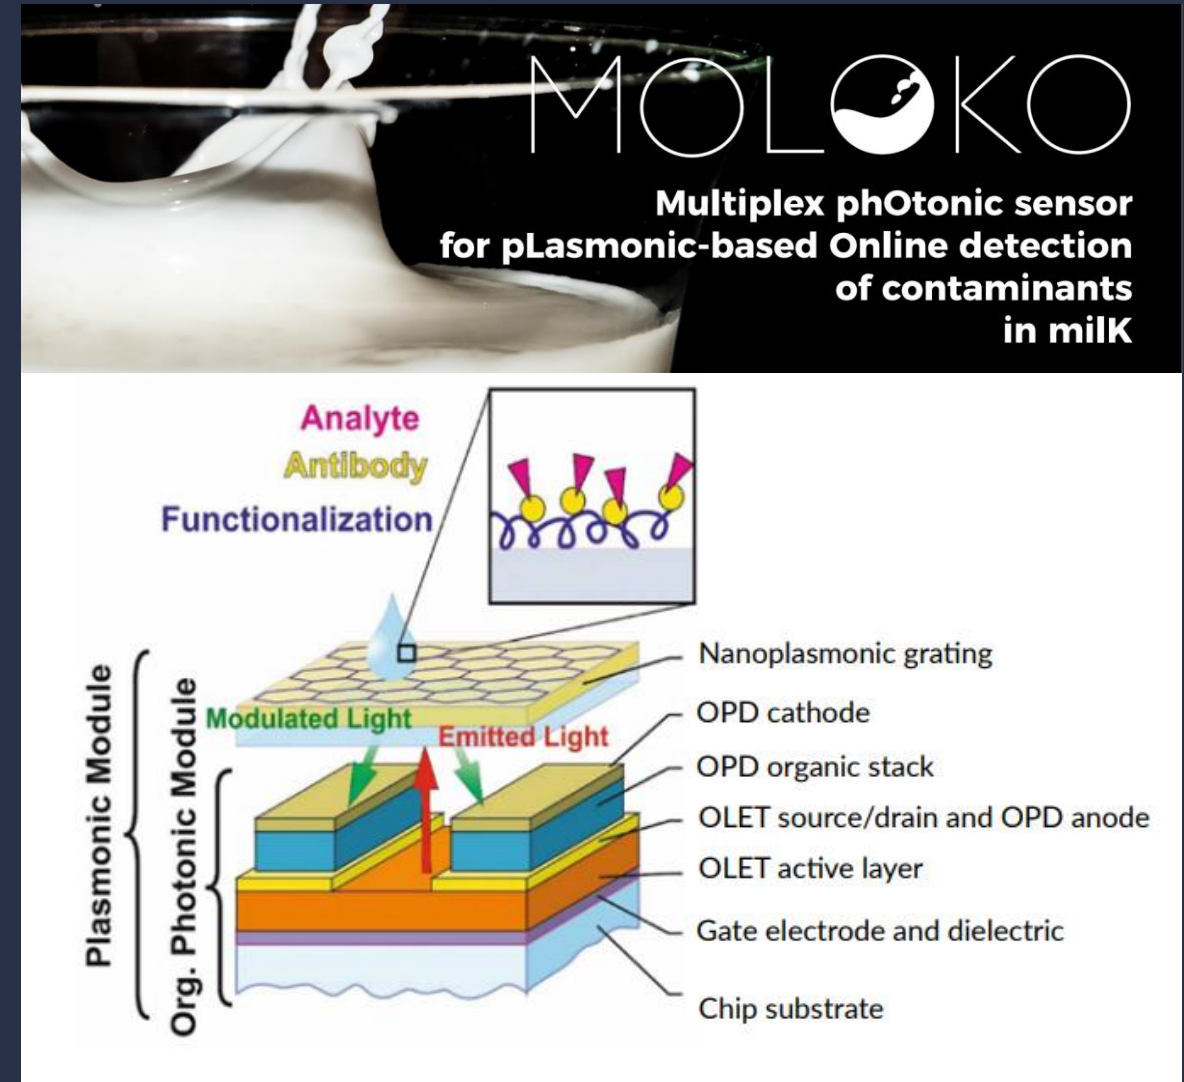 MOLOKO
Multiplex phOtonic sensor
for pLasmonic-based Online detection
of contaminants
in milK
Analyte
Antibody
Functionalization
Plasmonic Module
Org. Photonic Module
Modulated Light
Emitted Light
Nanoplasmonic grating
OPD cathode
OPD organic stack
OLET source/drain and OPD anode
OLET active layer
Gate electrode and dielectric
Chip substrate